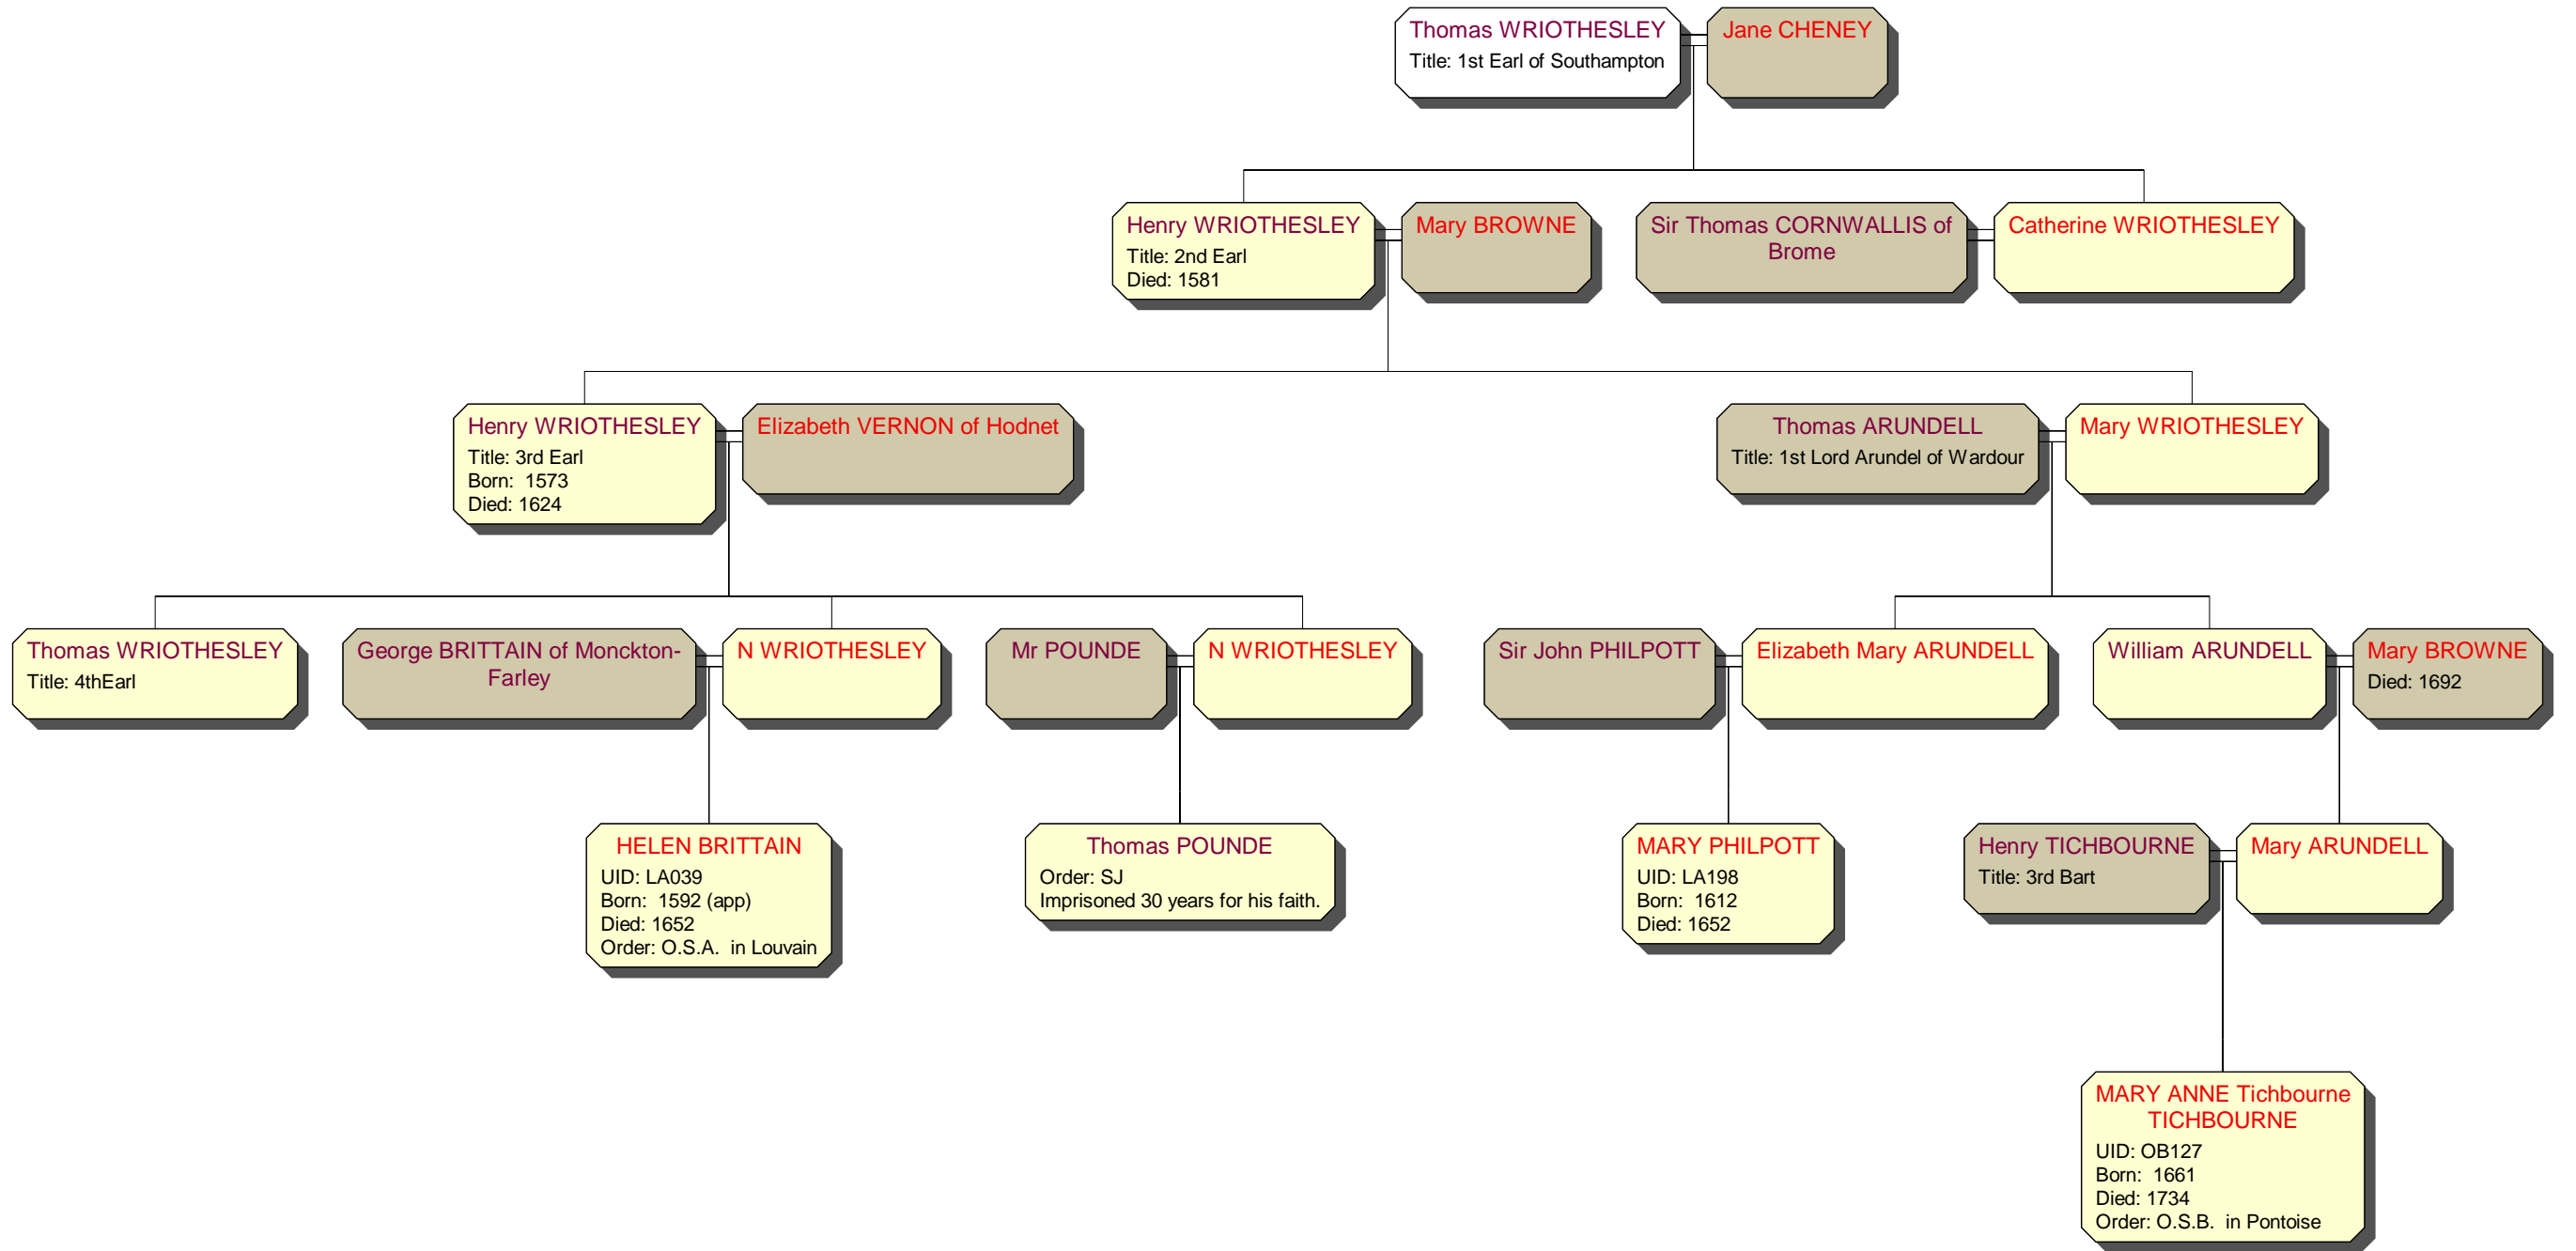 Thomas WRIOTHESLEY
Title: 1st Earl of Southampton
Jane CHENEY
Henry WRIOTHESLEY
Title: 2nd Earl
Died: 1581
Mary BROWNE
Sir Thomas CORNWALLIS of
Brome
Catherine WRIOTHESLEY
Henry WRIOTHESLEY
Title: 3rd Earl
Born: 1573
Died: 1624
Elizabeth VERNON of Hodnet
Thomas ARUNDELL
Title: 1st Lord Arundel of Wardour
Mary WRIOTHESLEY
Thomas WRIOTHESLEY
Title: 4thEarl
George BRITTAIN of Monckton-
Farley
N WRIOTHESLEY
Mr POUNDE
N WRIOTHESLEY
Sir John PHILPOTT
Elizabeth Mary ARUNDELL
William ARUNDELL
Mary BROWNE
Died: 1692
HELEN BRITTAIN
UID: LA039
Born: 1592 (app)
Died: 1652
Order: O.S.A. in Louvain
Thomas POUNDE
Order: SJ
Imprisoned 30 years for his faith.
MARY PHILPOTT
UID: LA198
Born: 1612
Died: 1652
Henry TICHBOURNE
Title: 3rd Bart
Mary ARUNDELL
MARY ANNE Tichbourne
TICHBOURNE
UID: OB127
Born: 1661
Died: 1734
Order: O.S.B. in Pontoise